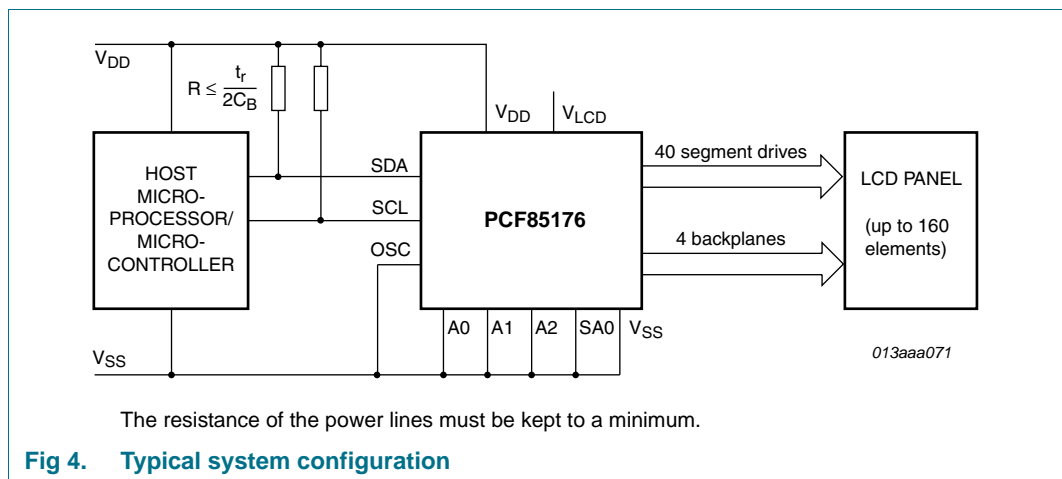 VDD
R ≤ tr
2CB
VDD
VLCD
HOST
MICRO-
PROCESSOR/
MICRO-
CONTROLLER
SDA
SCL
OSC
PCF85176
40 segment drives
4 backplanes
LCD PANEL
(up to 160
elements)
A0 A1 A2 SA0 VSS
VSS
013aaa071
The resistance of the power lines must be kept to a minimum.
Fig 4. Typical system configuration